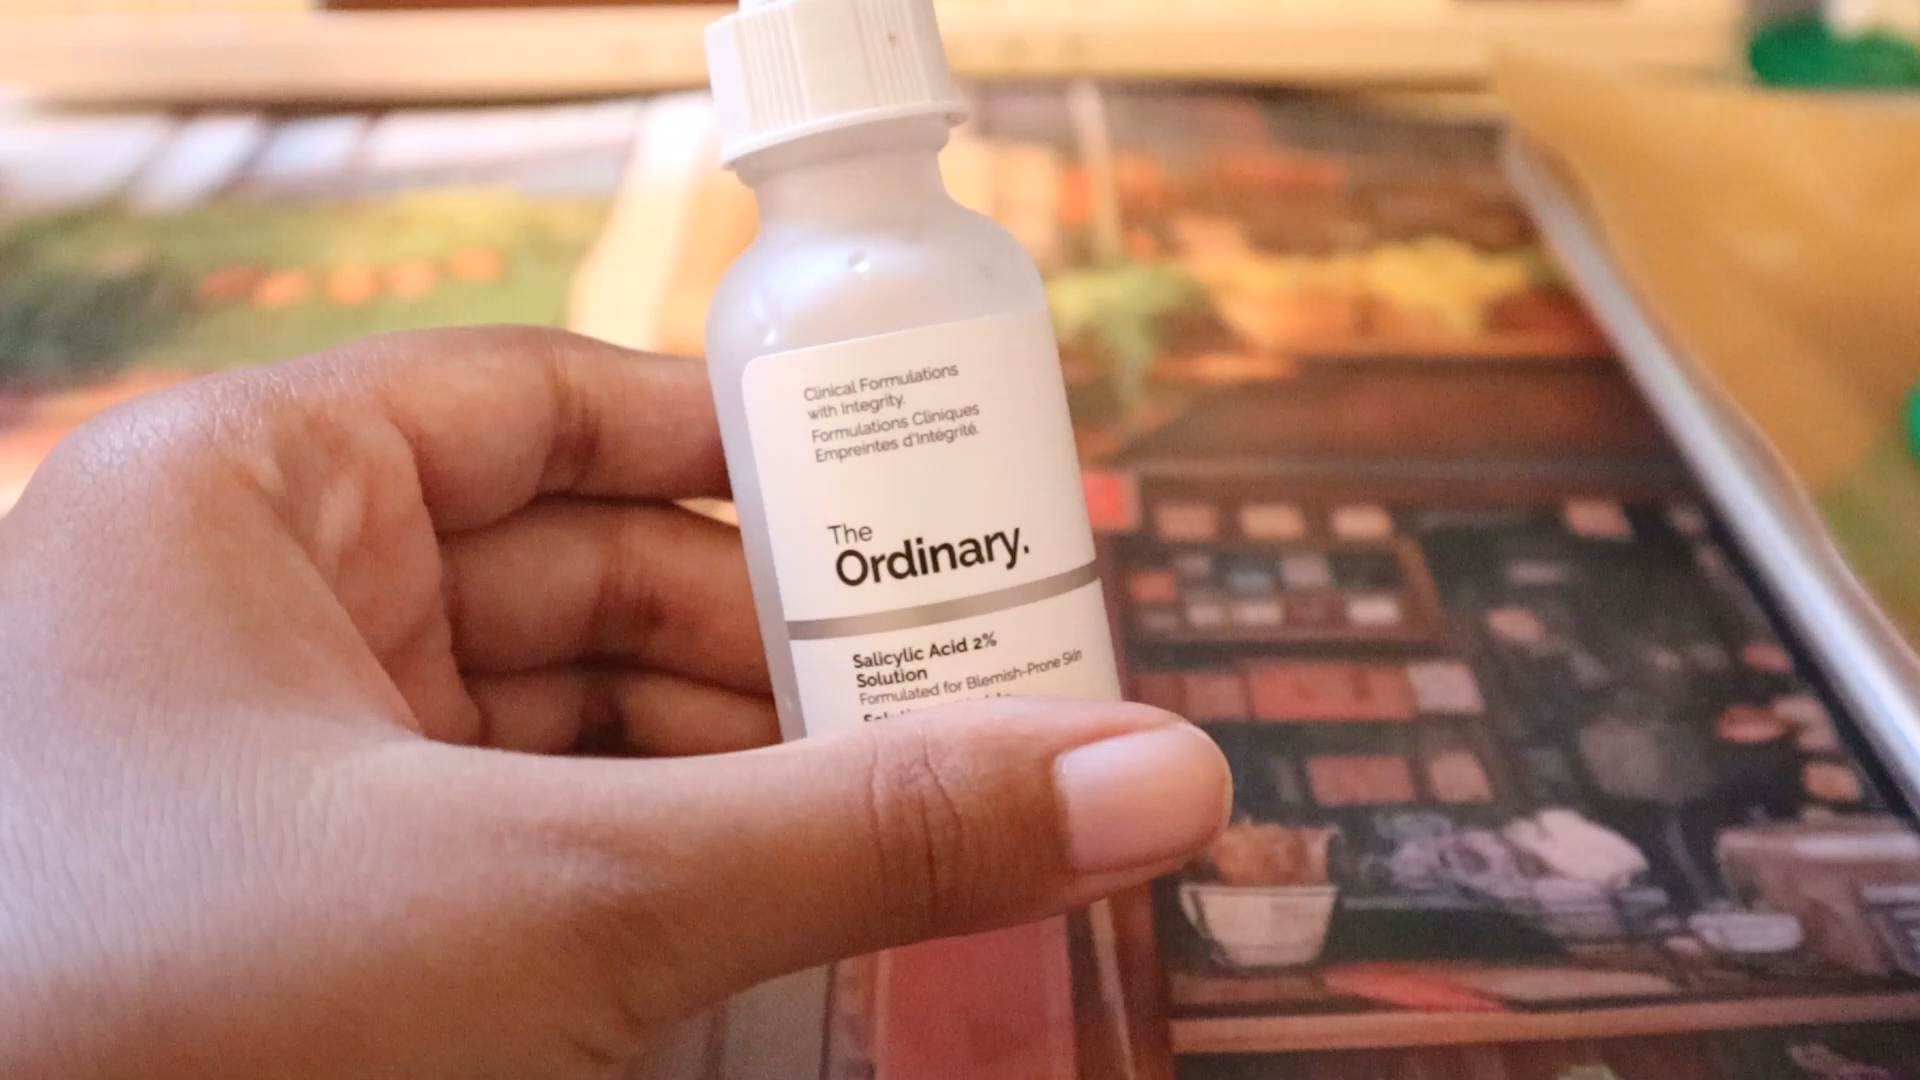 Clinical Formulations
with Integrity.
Formulations Cliniques
Empreintes d'Intégrité.
The
Ordinary.
Salicylic Acid 2%
Solution
Formulated for Blemish-Prone Skin